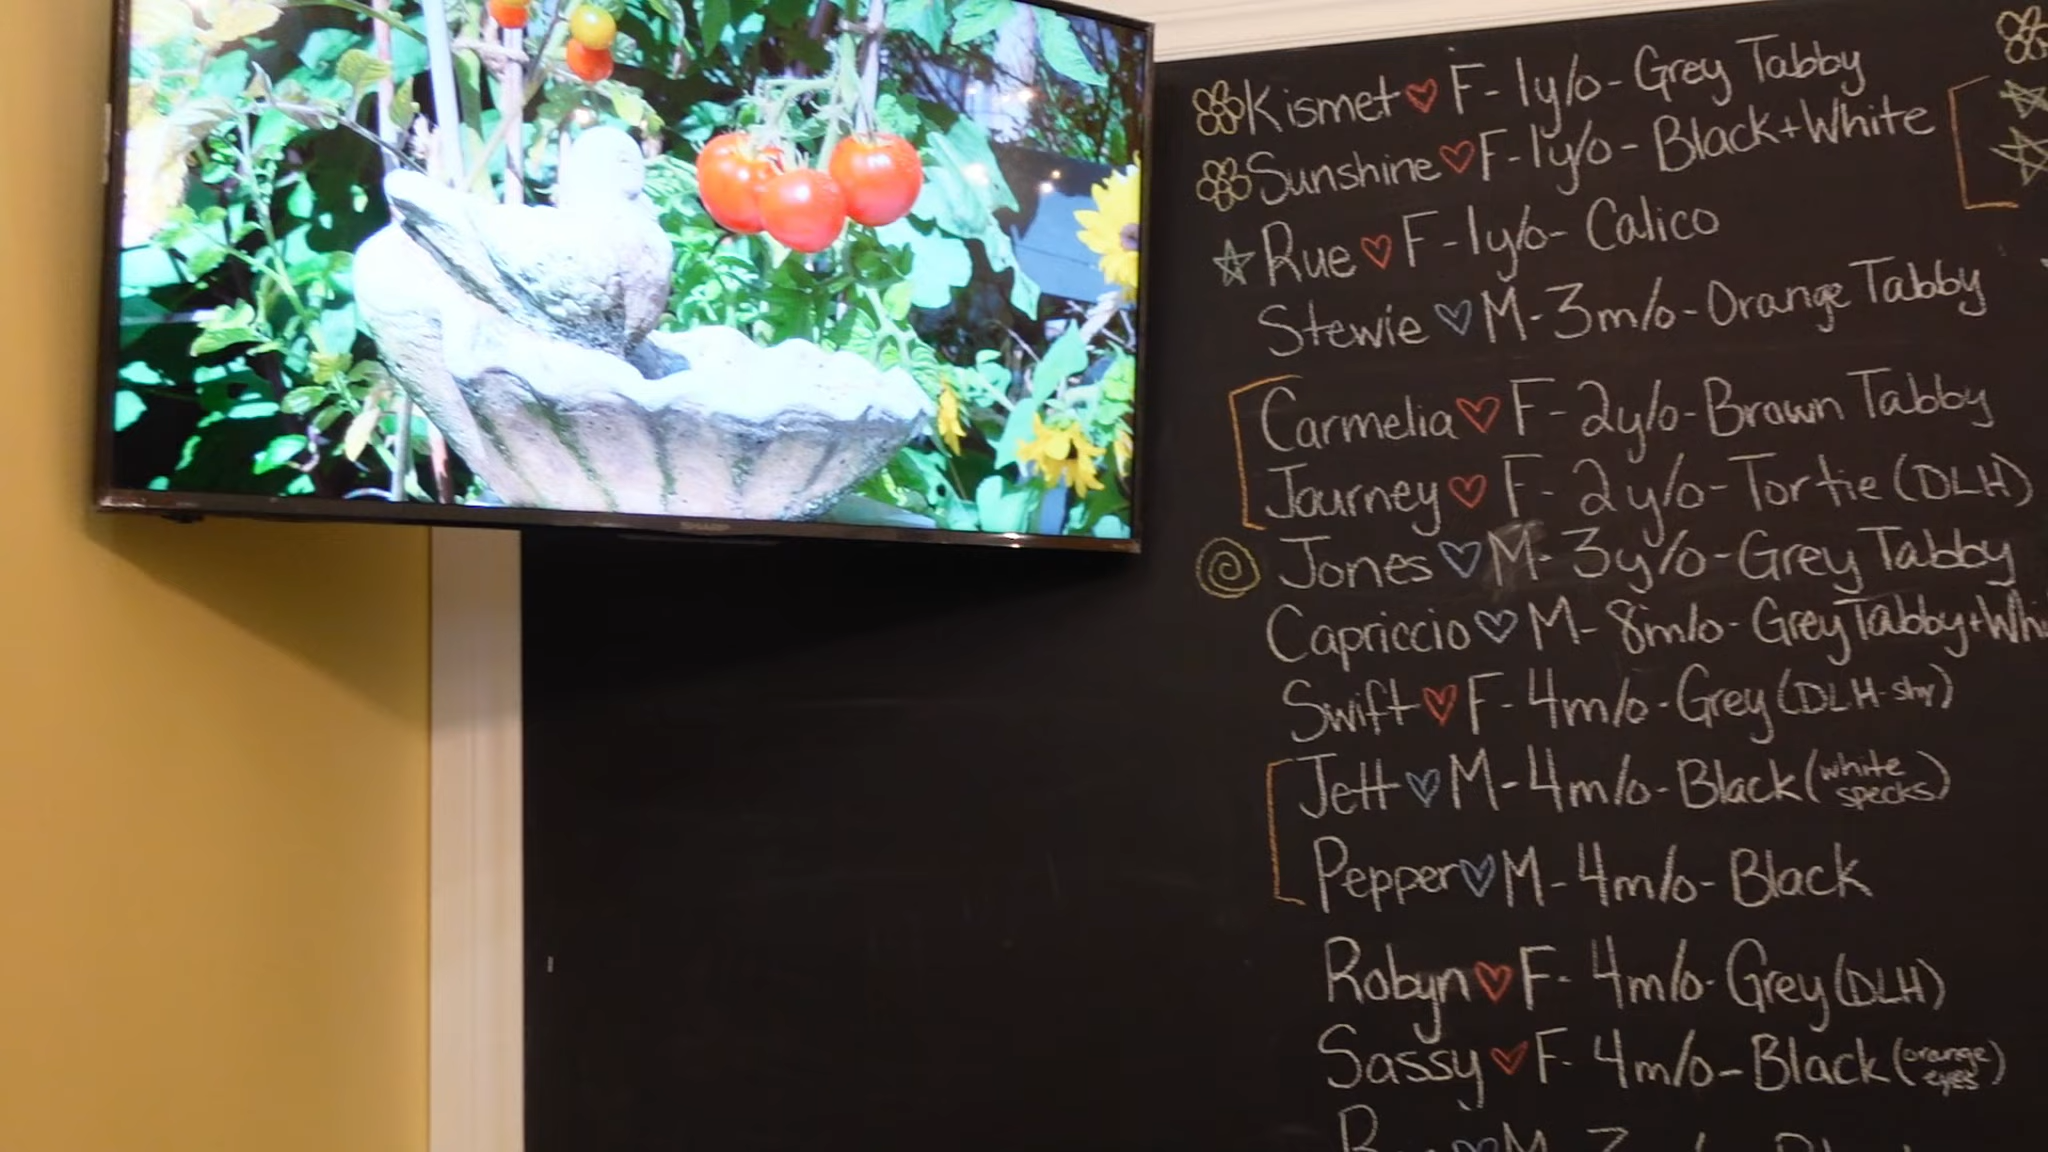 Kismet F-1y/o-Grey Tabby
Sunshine F-1y/o-Black+White
Rue F-1y/o-Calico
Stewie M-3m/o-Orange Tabby
Carmelia F-2y/o-Brown Tabby
Journey F-2y/o-Tortie (DLH)
Jones M-3y/o-Grey Tabby
Capriccio M-8m/o-Grey Tabby+
Swift F-4m/o-Grey (DLH-shy)
Jett M-4m/o-Black (white specks)
Pepper M-4m/o-Black
Robyn F-4m/o-Grey (DLH)
Sassy F-4m/o-Black (orange eyes)